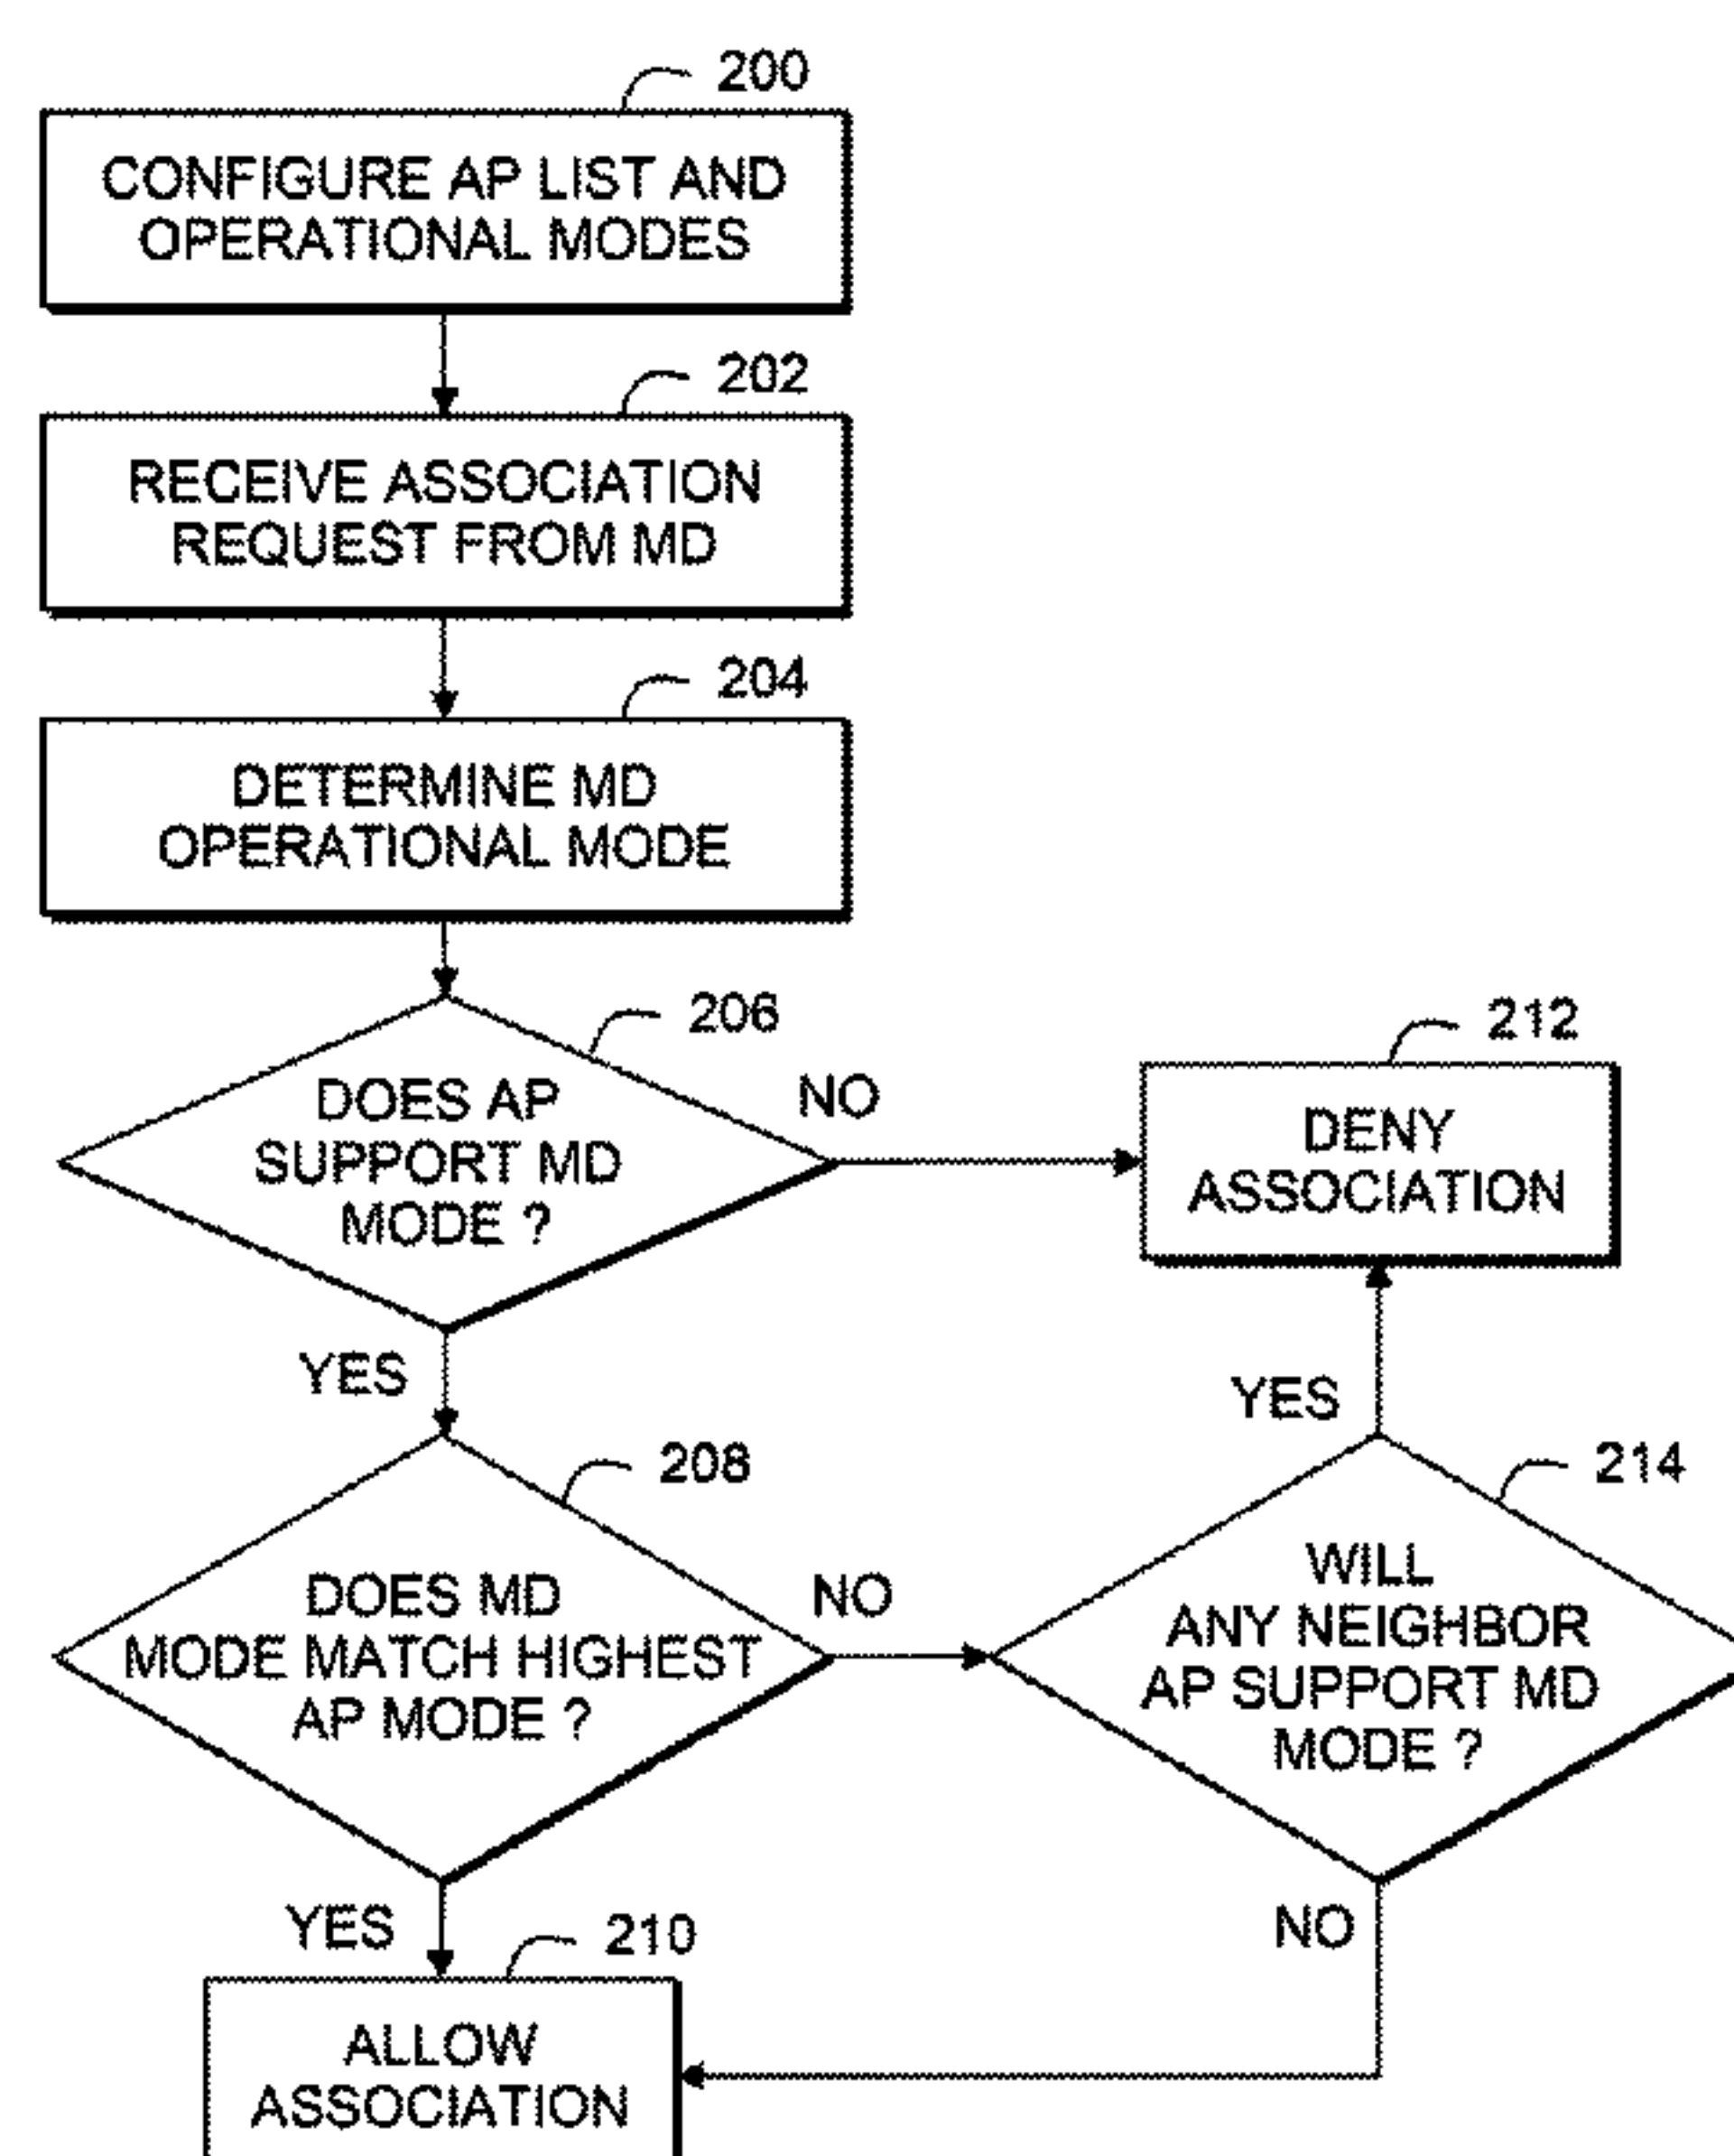 200
CONFIGURE AP LIST AND
OPERATIONAL MODES
202
RECEIVE ASSOCIATION
REQUEST FROM MD
204
DETERMINE MD
OPERATIONAL MODE
206
DOES AP
SUPPORT MD
MODE ?
NO
212
DENY
ASSOCIATION
YES
YES
208
DOES MD
MODE MATCH HIGHEST
AP MODE ?
NO
214
WILL
ANY NEIGHBOR
AP SUPPORT MD
MODE ?
YES
NO
210
ALLOW
ASSOCIATION